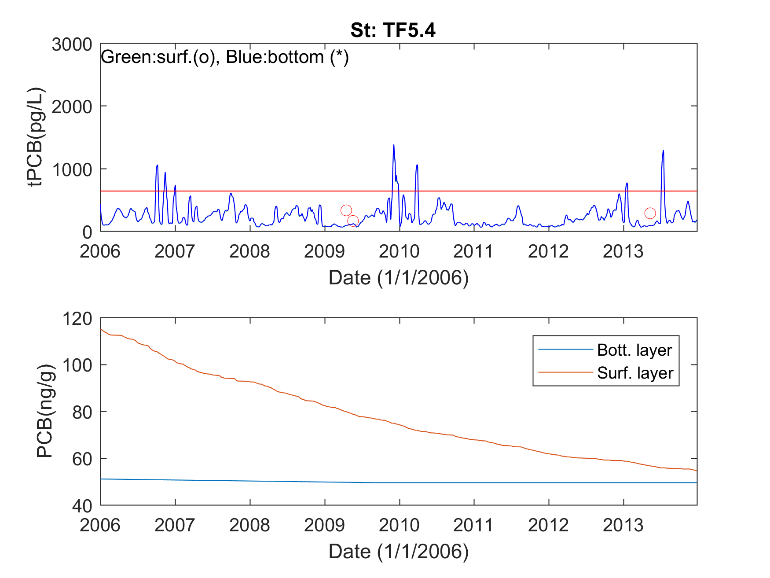 St: TF5.4
3000
Green:surf.(o), Blue:bottom (*)
2000
1000
0
tPCB(pg/L)
2006 2007 2008 2009 2010 2011 2012 2013
Date (1/1/2006)
120
100
80
60
40
PCB(ng/g)
Bott. layer
Surf. layer
2006 2007 2008 2009 2010 2011 2012 2013
Date (1/1/2006)